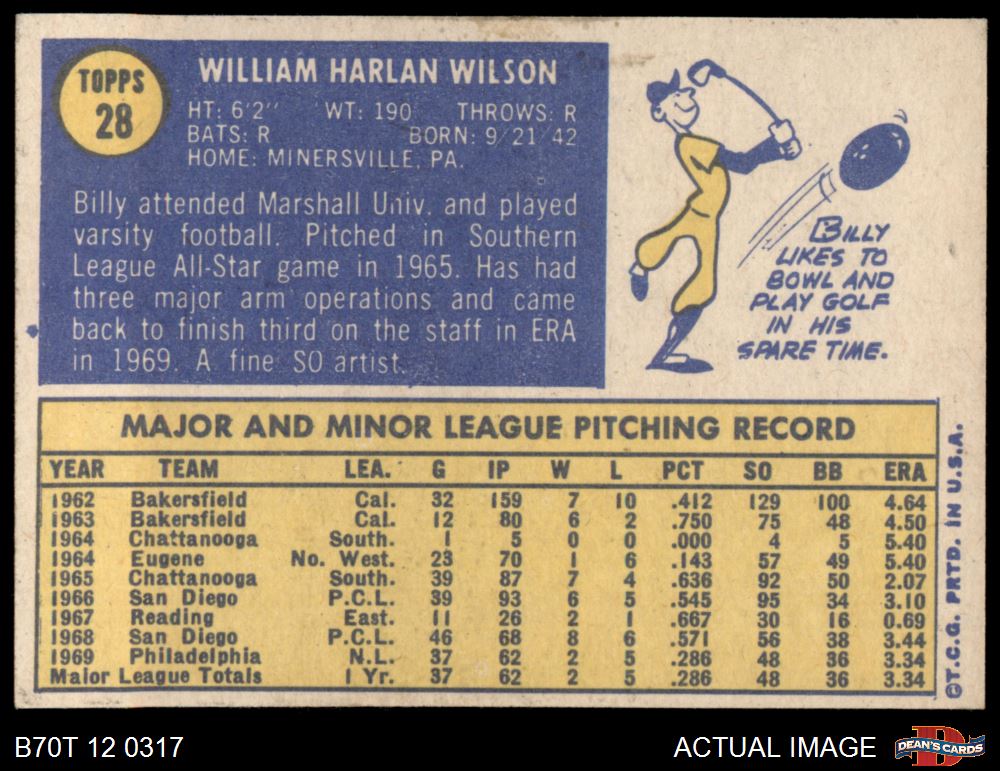 TOPPS
28
WILLIAM HARLAN WILSON
HT: 6'2" WT: 190 THROWS: R
BATS: R BORN: 9/21/42
HOME: MINERSVILLE, PA.
Billy attended Marshall Univ. and played
varsity football. Pitched in Southern
League All-Star game in 1965. Has had
three major arm operations and came
back to finish third on the staff in ERA
in 1969. A fine SO artist.
BILLY
LIKES TO
BOWL AND
PLAY GOLF
IN HIS
SPARE TIME.
MAJOR AND MINOR LEAGUE PITCHING RECORD
YEAR TEAM LEA. G IP W L PCT SO BB ERA
1962 Bakersfield Cal. 32 159 7 10 .412 129 100 4.64
1963 Bakersfield Cal. 12 80 6 2 .750 75 48 4.50
1964 Chattanooga South. 1 5 0 0 .000 4 5 5.40
1964 Eugene No. West. 23 70 1 6 .143 57 49 5.40
1965 Chattanooga South. 39 87 7 4 .636 92 50 2.07
1966 San Diego P.C.L. 39 93 6 5 .545 95 34 3.10
1967 Reading East. 11 26 2 1 .667 30 16 0.69
1968 San Diego P.C.L. 46 68 8 6 .571 56 38 3.44
1969 Philadelphia N.L. 37 62 2 5 .286 48 36 3.34
Major League Totals 1 Yr. 37 62 2 5 .286 48 36 3.34
©T.C.G. PRTD. IN U.S.A.
B70T 12 0317
ACTUAL IMAGE
D
DEAN'S CARDS